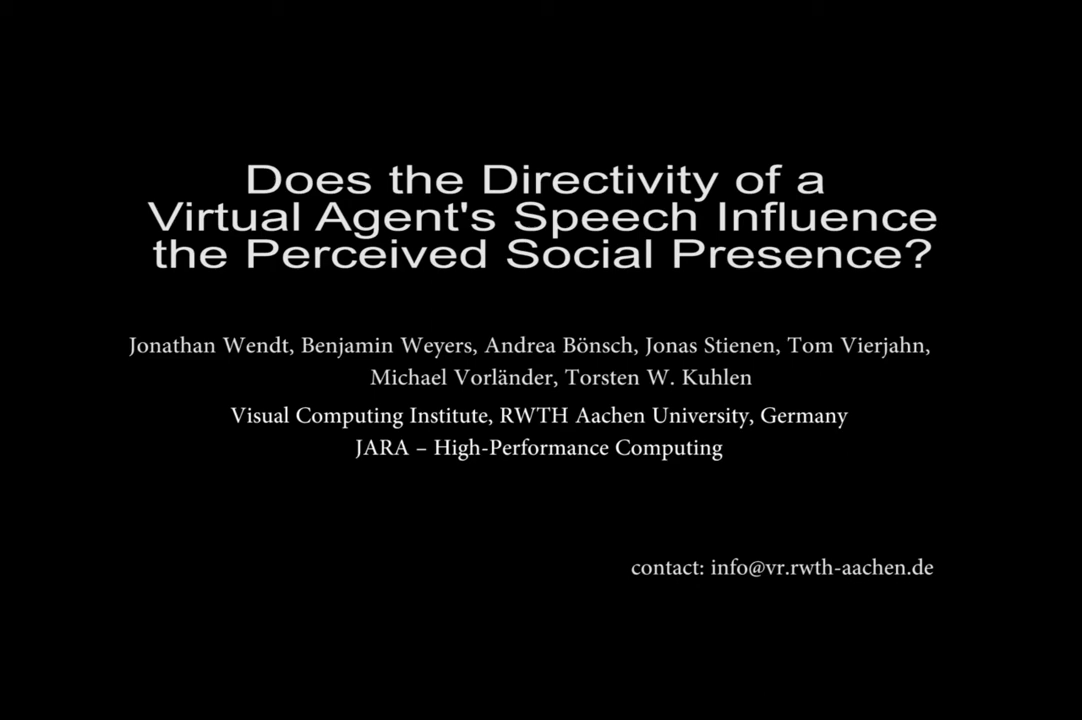 Does the Directivity of a
Virtual Agent's Speech Influence
the Perceived Social Presence?
Jonathan Wendt, Benjamin Weyers, Andrea Bönsch, Jonas Stienen, Tom Vierjahn,
Michael Vorländer, Torsten W. Kuhlen
Visual Computing Institute, RWTH Aachen University, Germany
JARA – High-Performance Computing
contact: info@vr.rwth-aachen.de